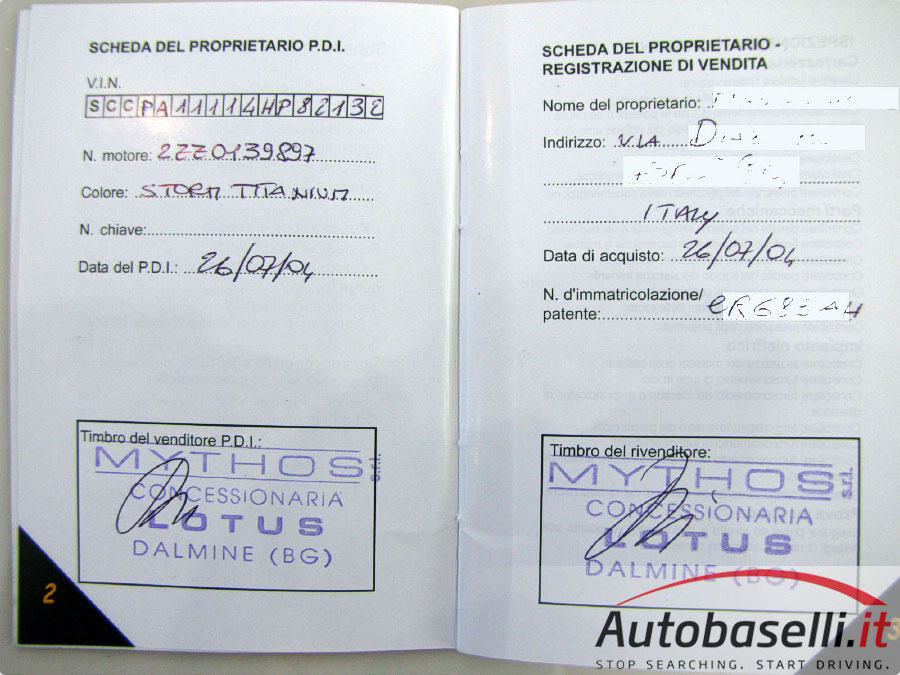 SCHEDA DEL PROPRIETARIO P.D.I.
V.I.N.
SCCPA11114HP82132
N. motore: 2ZZ0139897
Colore: STORM TITANIUM
N. chiave:
Data del P.D.I.: 26/07/04
Timbro del venditore P.D.I.:
MYTHOS s.r.l.
CONCESSIONARIA
LOTUS
DALMINE (BG)
2
SCHEDA DEL PROPRIETARIO -
REGISTRAZIONE DI VENDITA
Nome del proprietario:
Indirizzo: VIA
ITALY
Data di acquisto: 26/07/04
N. d'immatricolazione/
patente:
Timbro del rivenditore:
MYTHOS s.r.l.
CONCESSIONARIA
LOTUS
DALMINE (BG)
3
Autobaselli.it
STOP SEARCHING. START DRIVING.